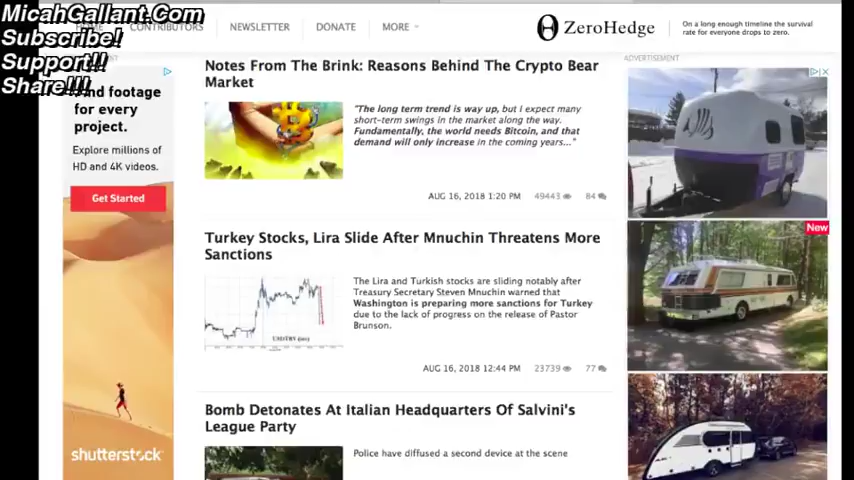 MicahGallant.Com
Subscribe!
Support!!
Share!!!
CONTRIBUTORS
NEWSLETTER
DONATE
MORE
ZeroHedge
On a long enough timeline the survival
rate for everyone drops to zero.
ADVERTISEMENT
Find footage
for every
project.
Explore millions of
HD and 4K videos.
Get Started
shutterstock
Notes From The Brink: Reasons Behind The Crypto Bear
Market
"The long term trend is way up, but I expect many
short-term swings in the market along the way.
Fundamentally, the world needs Bitcoin, and that
demand will only increase in the coming years..."
AUG 16, 2018 1:20 PM 49443 84
Turkey Stocks, Lira Slide After Mnuchin Threatens More
Sanctions
The Lira and Turkish stocks are sliding notably after
Treasury Secretary Steven Mnuchin warned that
Washington is preparing more sanctions for Turkey
due to the lack of progress on the release of Pastor
Brunson.
AUG 16, 2018 12:44 PM 23739 77
Bomb Detonates At Italian Headquarters Of Salvini's
League Party
Police have diffused a second device at the scene
New